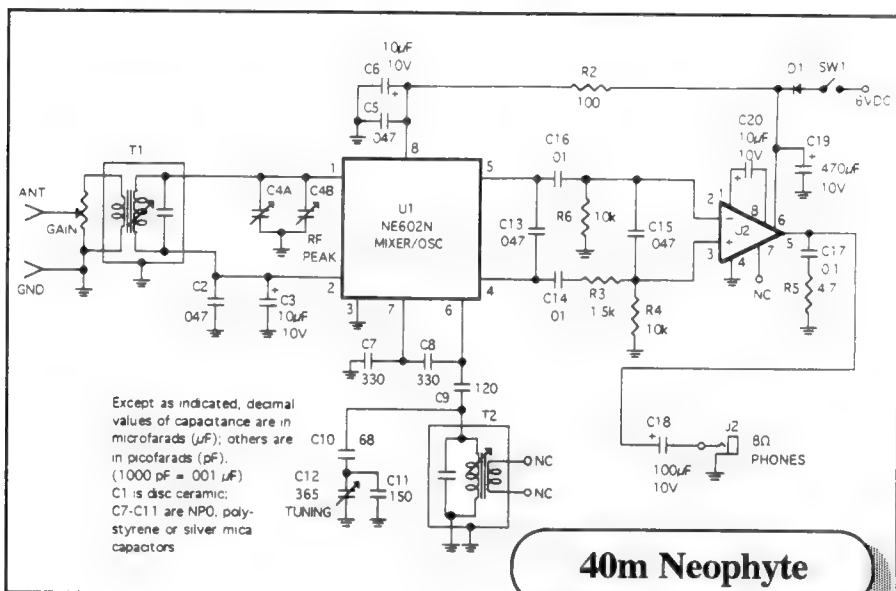 10µF
C6
10V
C5
047
8
R2
100
D1
SW1
6VDC
C20
10µF
10V
C19
470µF
10V
T1
ANT
GAIN
GND
C4A
C4B
RF
PEAK
1
U1
NE602N
MIXER/OSC
5
C16
01
R6
10k
C13
047
C15
047
2
1
8
6
J2
5
3
4
7
NC
C17
0.1
R5
4.7
C2
047
C3
10µF
10V
2
3
7
6
4
C14
01
R3
1.5k
R4
10k
C7
330
C8
330
120
C9
T2
NC
NC
C10
68
C12
365
TUNING
C11
150
C18
100µF
10V
J2
8Ω
PHONES
Except as indicated, decimal
values of capacitance are in
microfarads (µF); others are
in picofarads (pF).
(1000 pF = 001 µF)
C1 is disc ceramic;
C7-C11 are NP0, poly-
styrene or silver mica
capacitors
40m Neophyte